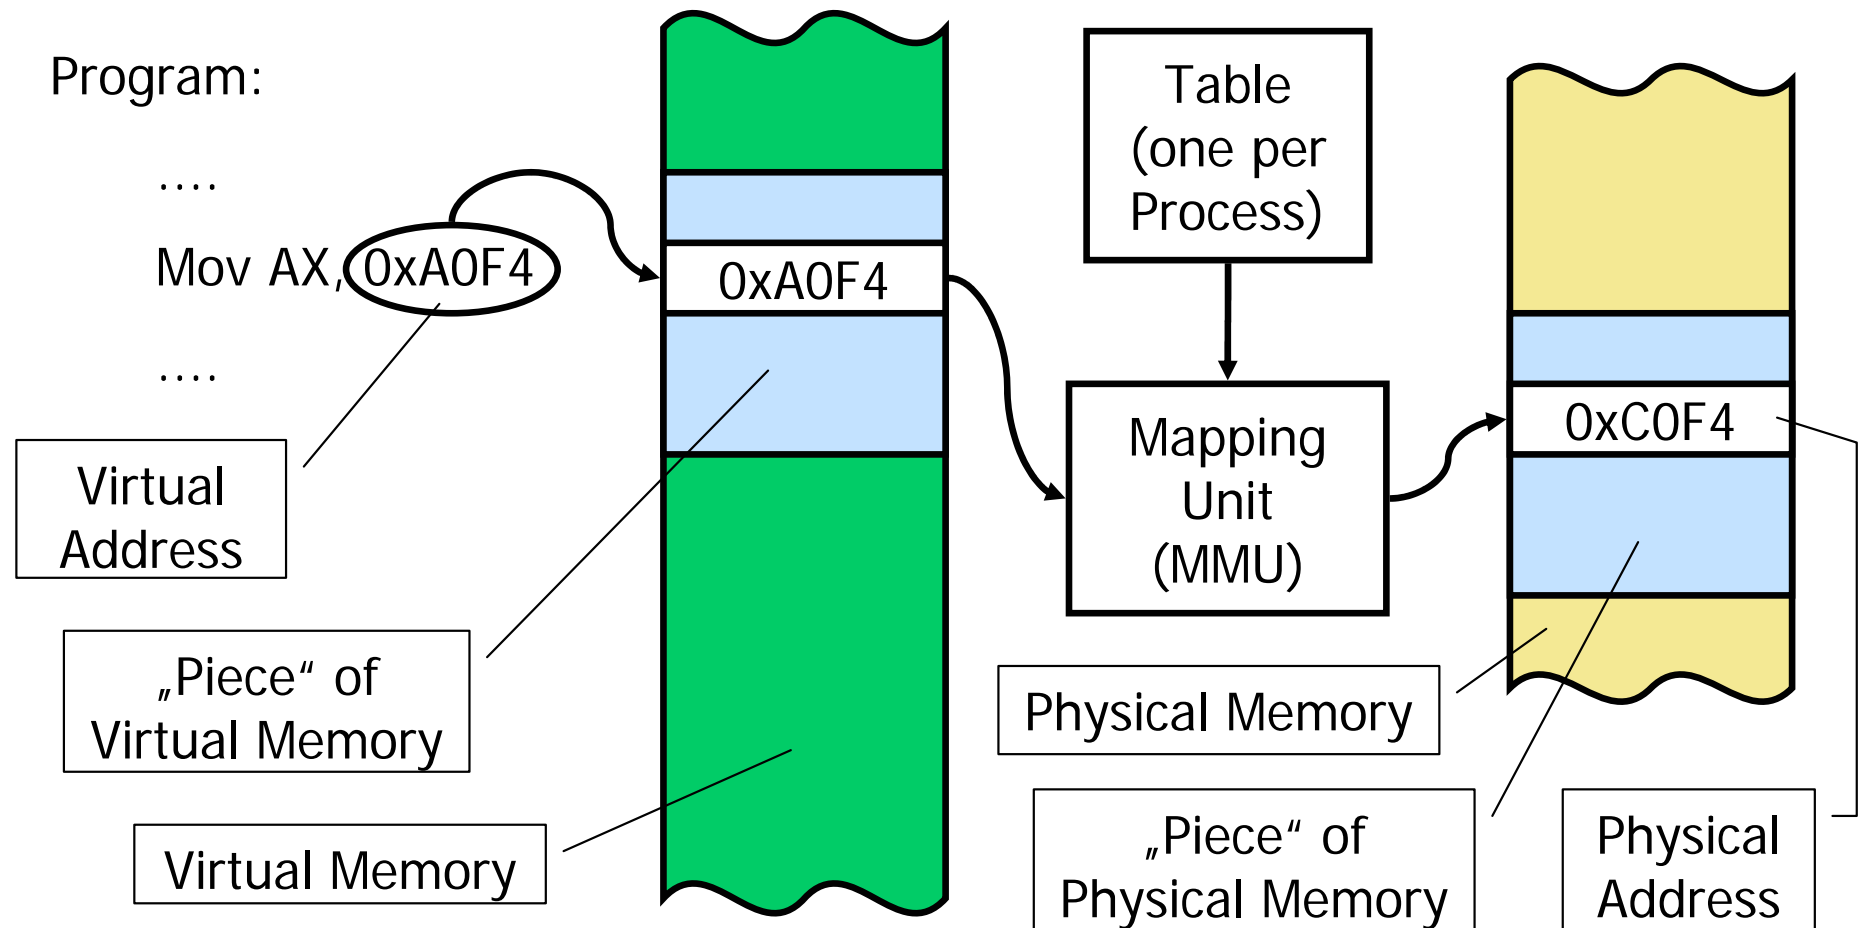 Program:
....
Mov AX, 0xA0F4
....
Virtual
Address
„Piece“ of
Virtual Memory
Virtual Memory
0xA0F4
Table
(one per
Process)
Mapping
Unit
(MMU)
0xC0F4
Physical Memory
„Piece“ of
Physical Memory
Physical
Address